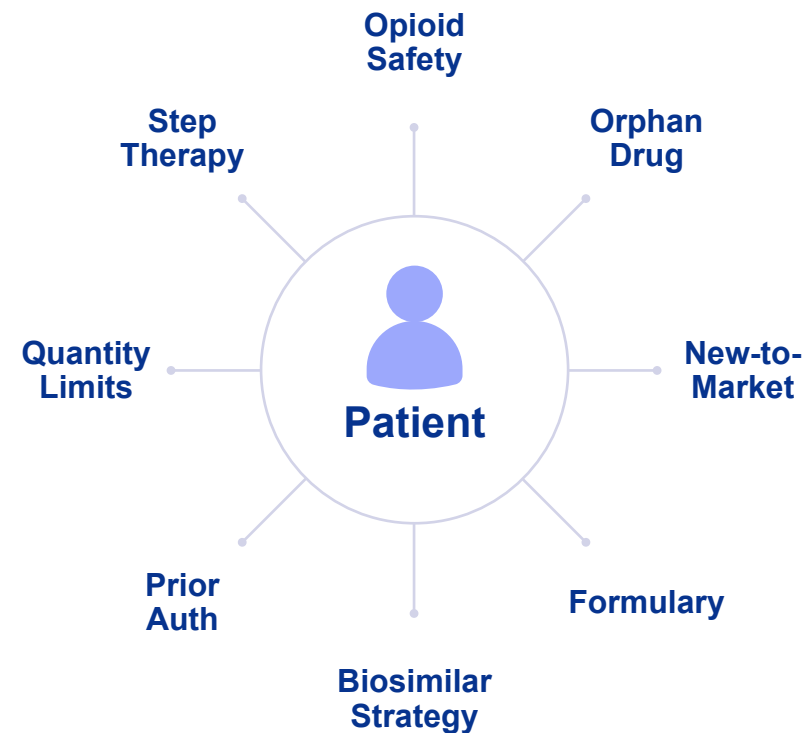 Opioid
Safety
Step
Therapy
Orphan
Drug
Quantity
Limits
New-to-
Market
Patient
Prior
Auth
Formulary
Biosimilar
Strategy